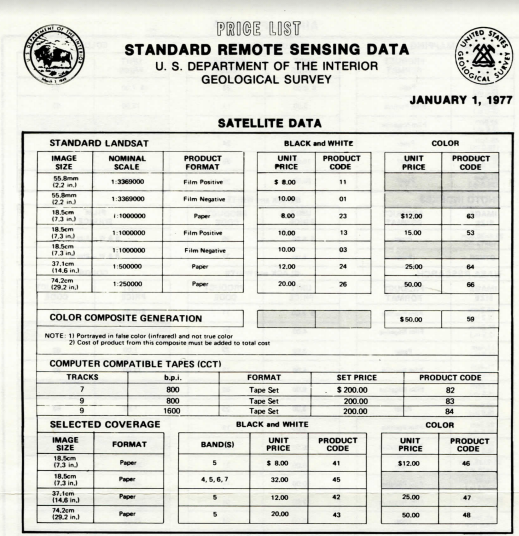 PRICE LIST
STANDARD REMOTE SENSING DATA
U. S. DEPARTMENT OF THE INTERIOR
GEOLOGICAL SURVEY
U.S. DEPARTMENT OF THE INTERIOR
March 3, 1849
UNITED STATES
GEOLOGICAL SURVEY
JANUARY 1, 1977
SATELLITE DATA
STANDARD LANDSAT BLACK and WHITE COLOR
IMAGE SIZE NOMINAL SCALE PRODUCT FORMAT UNIT PRICE PRODUCT CODE UNIT PRICE PRODUCT CODE
55.8mm (2.2 in.) 1:3369000 Film Positive $ 8.00 11
55.8mm (2.2 in.) 1:3369000 Film Negative 10.00 01
18.5cm (7.3 in.) 1:1000000 Paper 8.00 23 $12.00 63
18.5cm (7.3 in.) 1:1000000 Film Positive 10.00 13 15.00 53
18.5cm (7.3 in.) 1:1000000 Film Negative 10.00 03
37.1cm (14.6 in.) 1:500000 Paper 12.00 24 25.00 64
74.2cm (29.2 in.) 1:250000 Paper 20.00 26 50.00 66
COLOR COMPOSITE GENERATION $50.00 59
NOTE: 1) Portrayed in false color (infrared) and not true color
2) Cost of product from this composite must be added to total cost
COMPUTER COMPATIBLE TAPES (CCT)
TRACKS b.p.i. FORMAT SET PRICE PRODUCT CODE
7 800 Tape Set $ 200.00 82
9 800 Tape Set 200.00 83
9 1600 Tape Set 200.00 84
SELECTED COVERAGE BLACK and WHITE COLOR
IMAGE SIZE FORMAT BAND(S) UNIT PRICE PRODUCT CODE UNIT PRICE PRODUCT CODE
18.5cm (7.3 in.) Paper 5 $ 8.00 41 $12.00 46
18.5cm (7.3 in.) Paper 4, 5, 6, 7 32.00 45
37.1cm (14.6 in.) Paper 5 12.00 42 25.00 47
74.2cm (29.2 in.) Paper 5 20.00 43 50.00 48